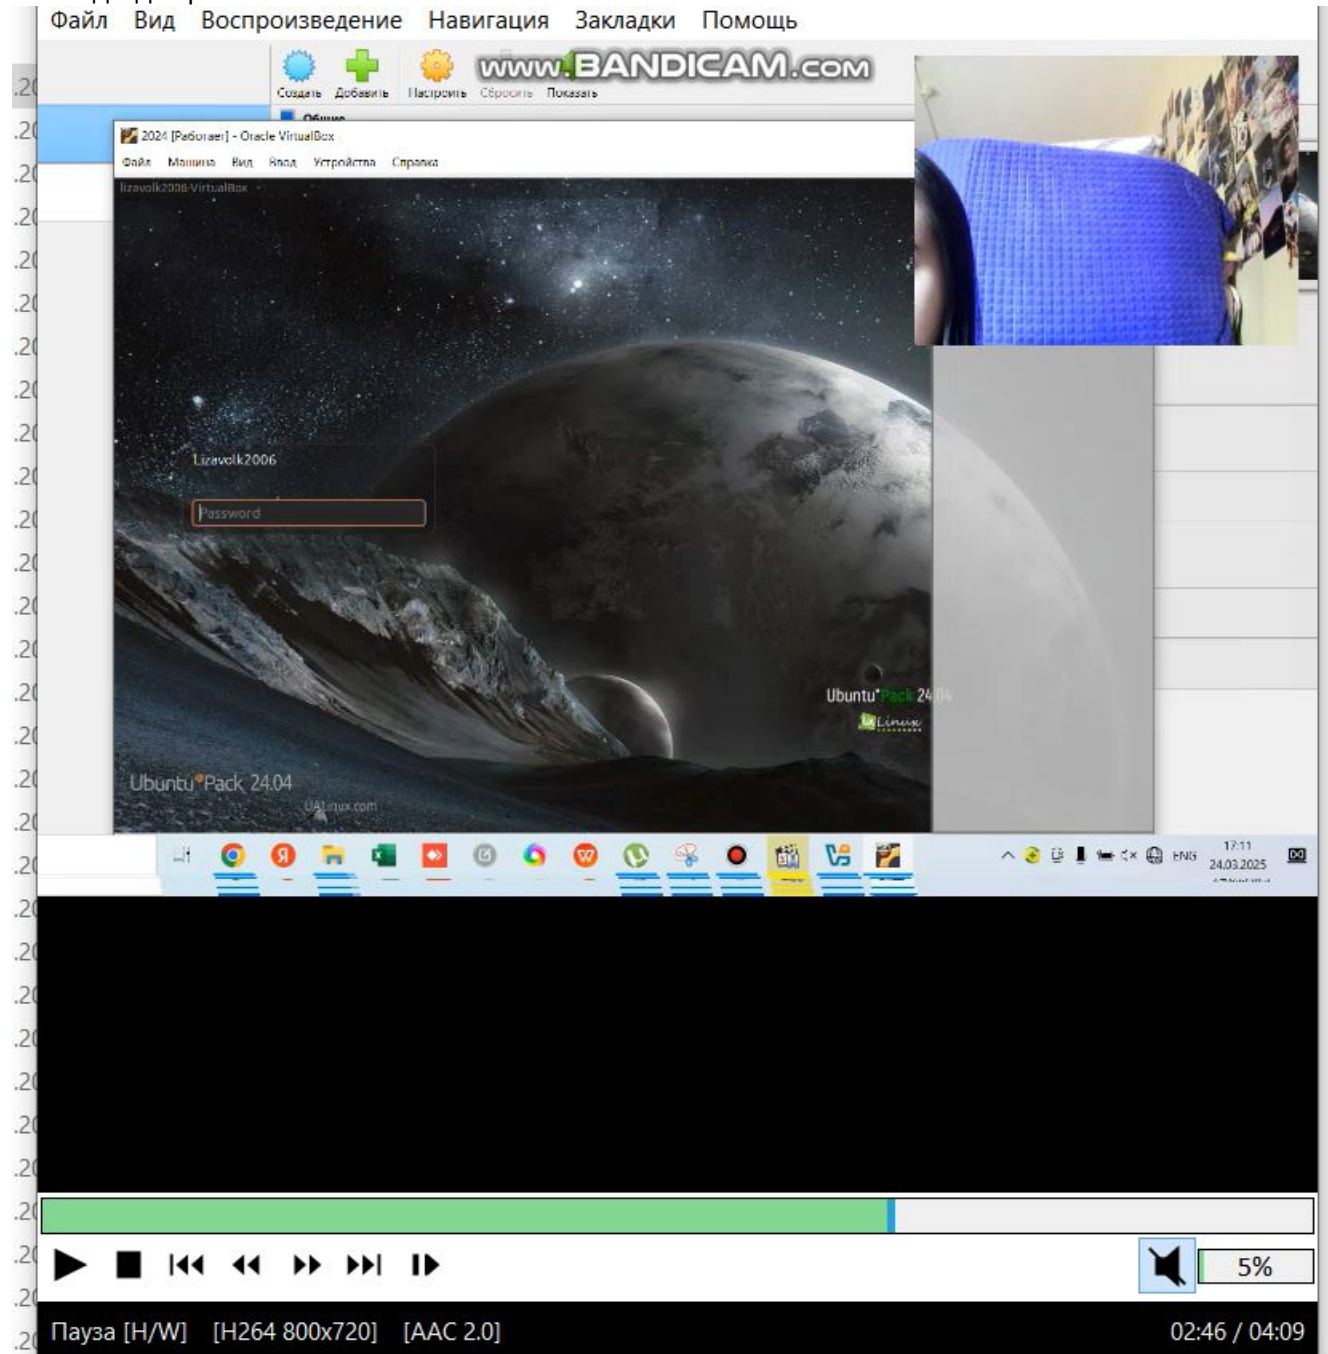 Файл Вид Воспроизведение Навигация Закладки Помощь
www.BANDICAM.com
Создать Добавить Настроить Сбросить Показать
Общие
2024 [Работает] - Oracle VirtualBox
Файл Машина Вид Ввод Устройства Справка
lizavolk2006-VirtualBox
Lizavolk2006
Password
Ubuntu*Pack 24.04
Linux
Ubuntu*Pack 24.04
UALinux.com
ENG
17:11
24.03.2025
5%
Пауза [H/W] [H264 800x720] [AAC 2.0]
02:46 / 04:09